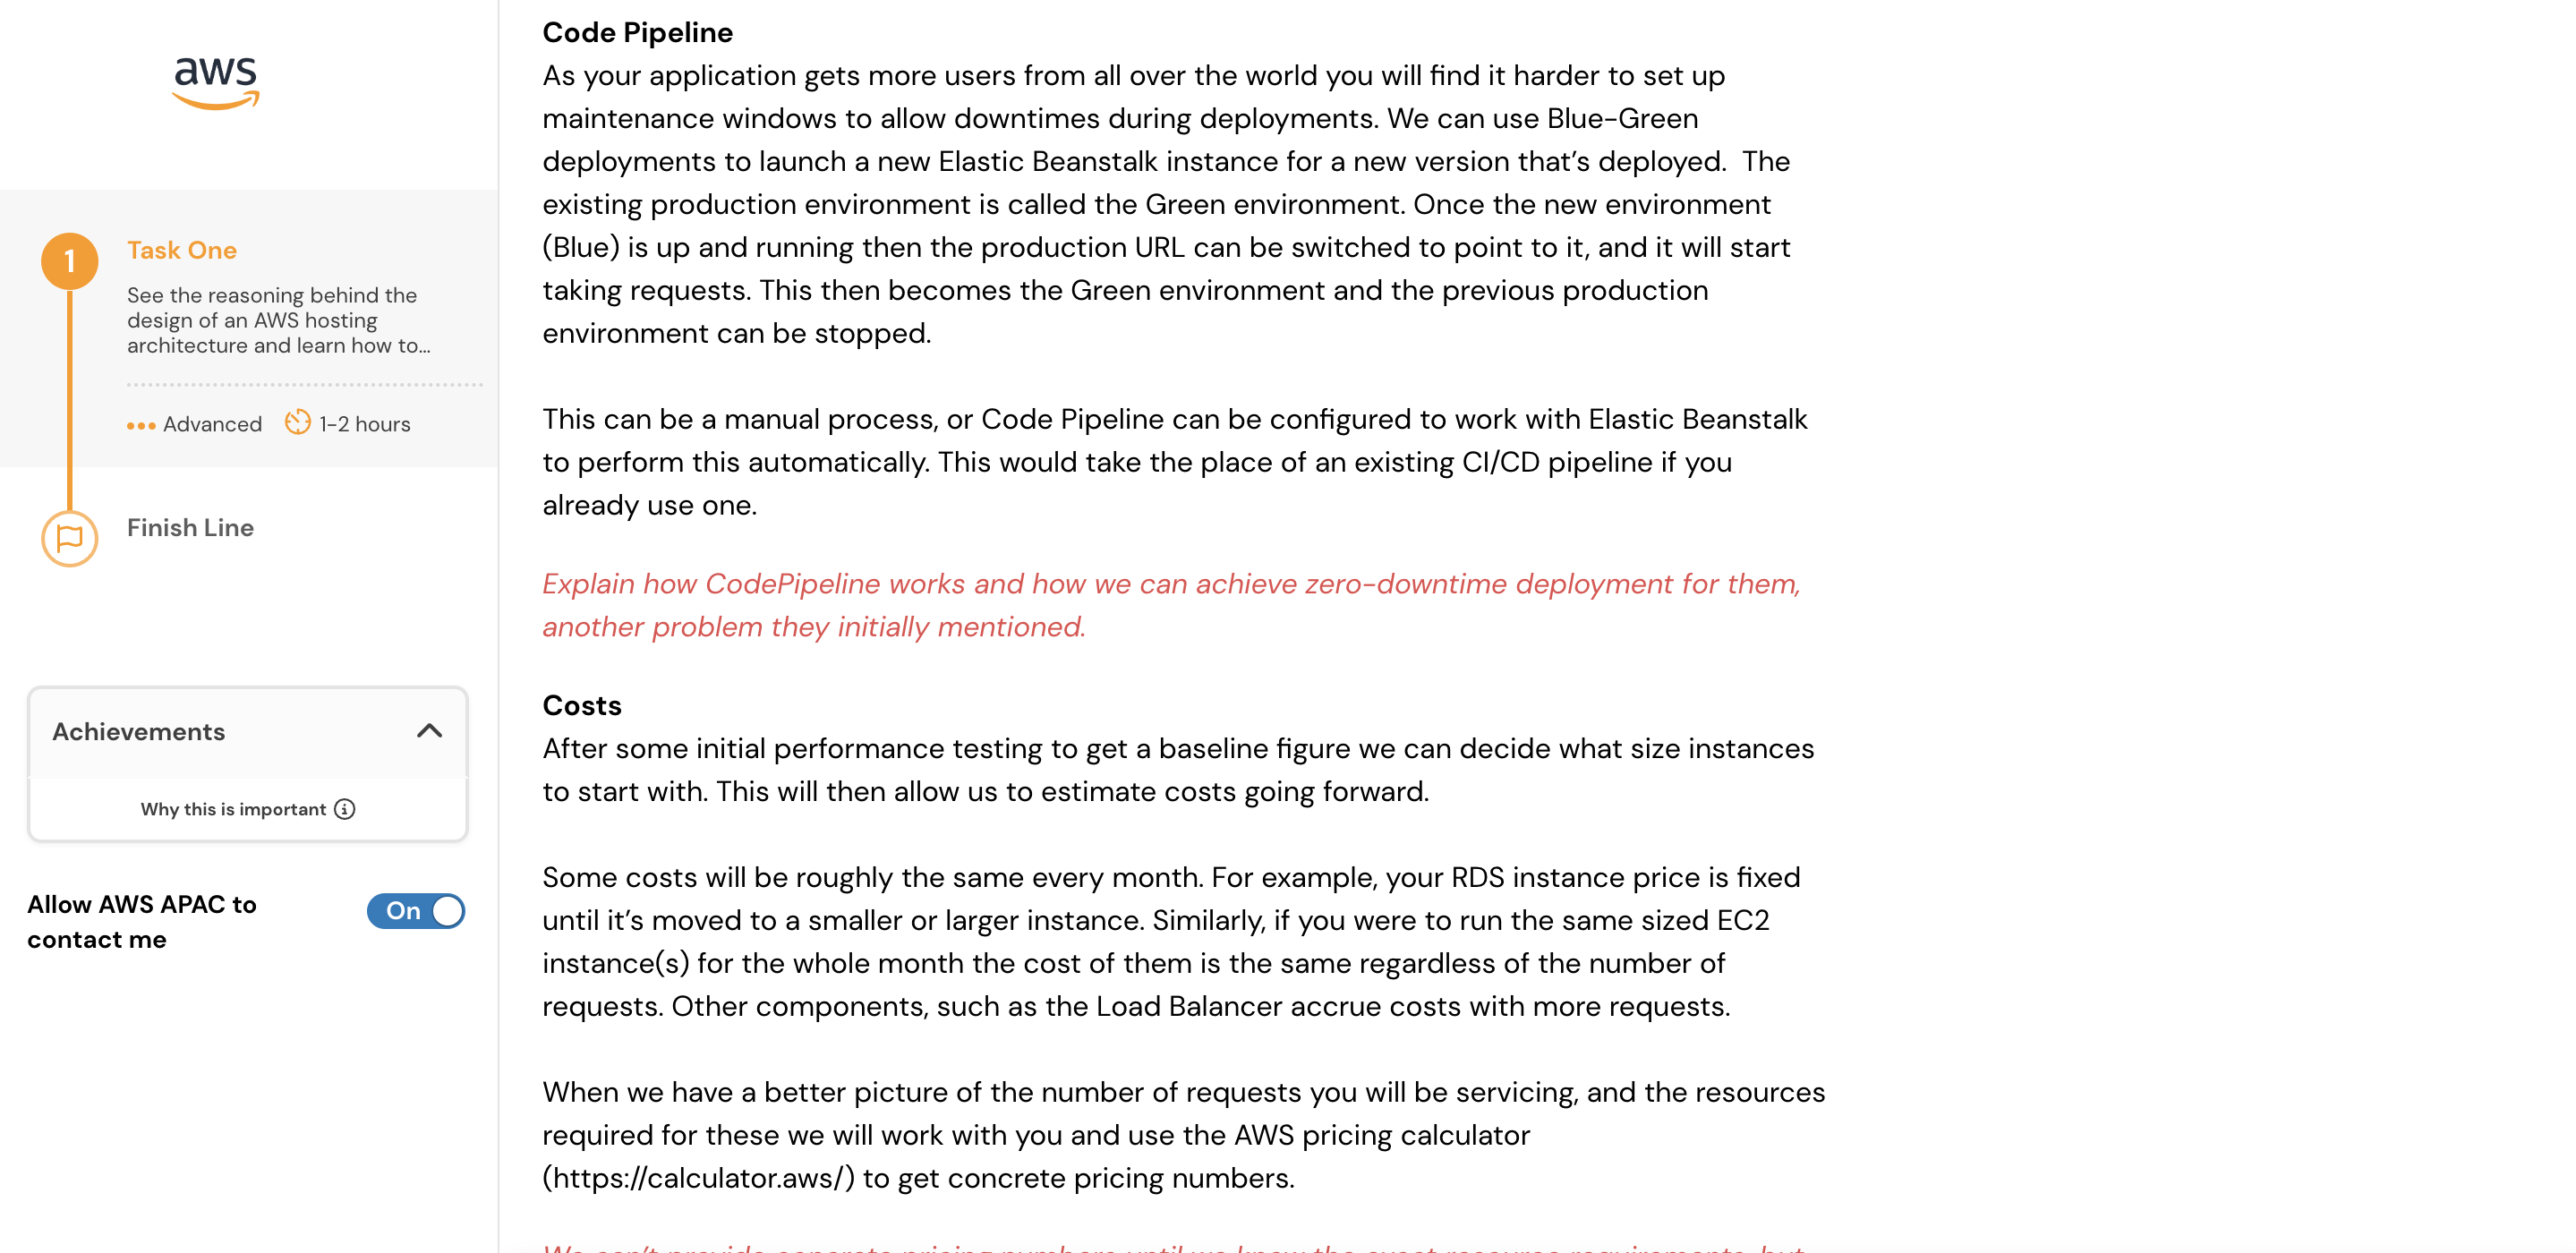 aws
1
Task One
See the reasoning behind the
design of an AWS hosting
architecture and learn how to...
Advanced
1-2 hours
Finish Line
Achievements
Why this is important
Allow AWS APAC to
contact me
On
Code Pipeline
As your application gets more users from all over the world you will find it harder to set up
maintenance windows to allow downtimes during deployments. We can use Blue-Green
deployments to launch a new Elastic Beanstalk instance for a new version that’s deployed.  The
existing production environment is called the Green environment. Once the new environment
(Blue) is up and running then the production URL can be switched to point to it, and it will start
taking requests. This then becomes the Green environment and the previous production
environment can be stopped.
This can be a manual process, or Code Pipeline can be configured to work with Elastic Beanstalk
to perform this automatically. This would take the place of an existing CI/CD pipeline if you
already use one.
Explain how CodePipeline works and how we can achieve zero-downtime deployment for them,
another problem they initially mentioned.
Costs
After some initial performance testing to get a baseline figure we can decide what size instances
to start with. This will then allow us to estimate costs going forward.
Some costs will be roughly the same every month. For example, your RDS instance price is fixed
until it’s moved to a smaller or larger instance. Similarly, if you were to run the same sized EC2
instance(s) for the whole month the cost of them is the same regardless of the number of
requests. Other components, such as the Load Balancer accrue costs with more requests.
When we have a better picture of the number of requests you will be servicing, and the resources
required for these we will work with you and use the AWS pricing calculator
(https://calculator.aws/) to get concrete pricing numbers.
We can’t provide concrete pricing numbers until we know the exact resource requirements, but